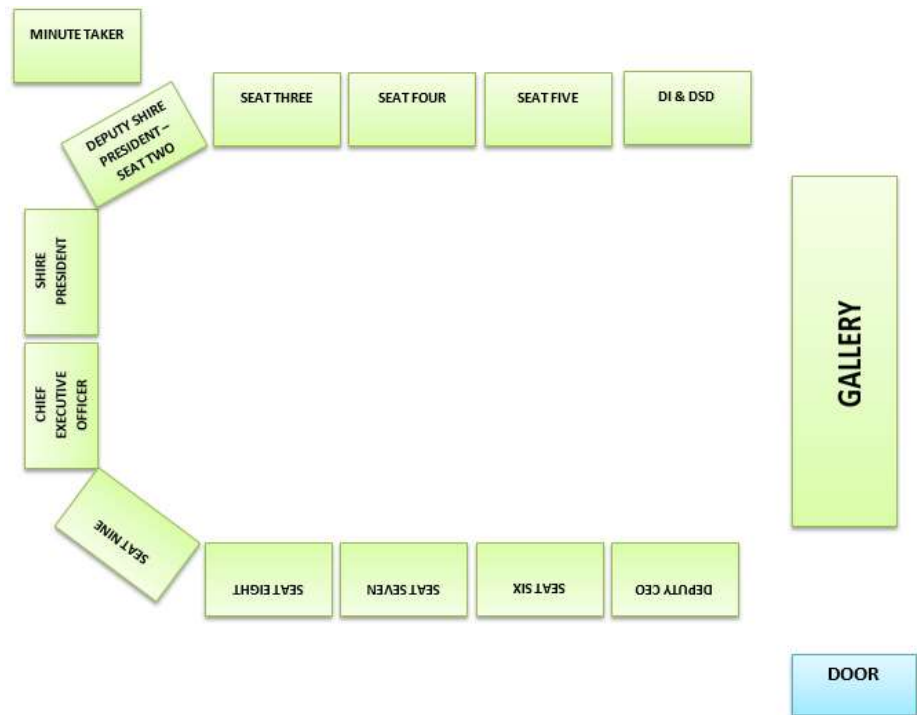 MINUTE TAKER
DEPUTY SHIRE
PRESIDENT –
SEAT TWO
SEAT THREE
SEAT FOUR
SEAT FIVE
DI & DSD
SHIRE
PRESIDENT
CHIEF
EXECUTIVE
OFFICER
GALLERY
SEAT NINE
SEAT EIGHT
SEAT SEVEN
SEAT SIX
DEPUTY CEO
DOOR